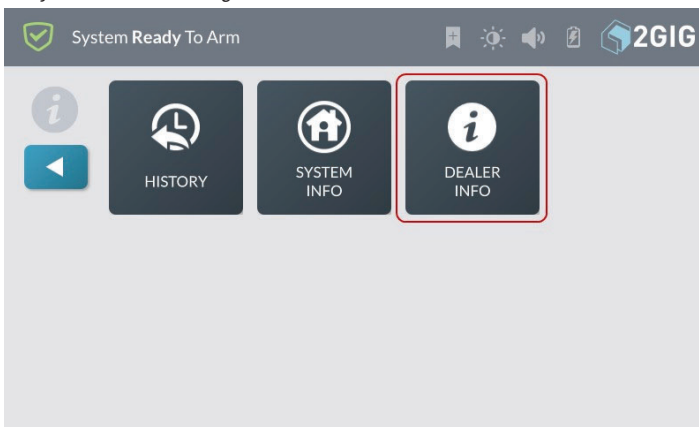 System Ready To Arm
2GIG
HISTORY
SYSTEM
INFO
DEALER
INFO